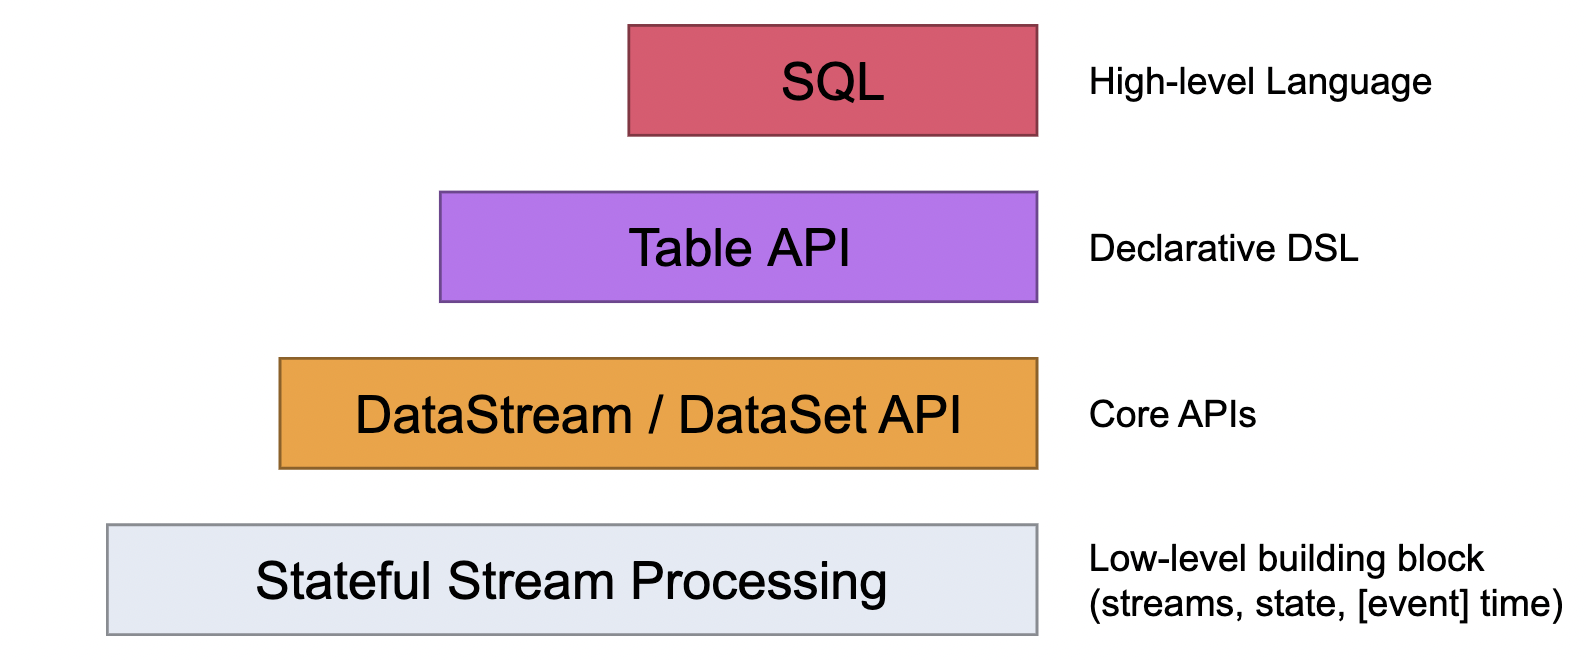 SQL
High-level Language
Table API
Declarative DSL
DataStream / DataSet API
Core APIs
Stateful Stream Processing
Low-level building block
(streams, state, [event] time)